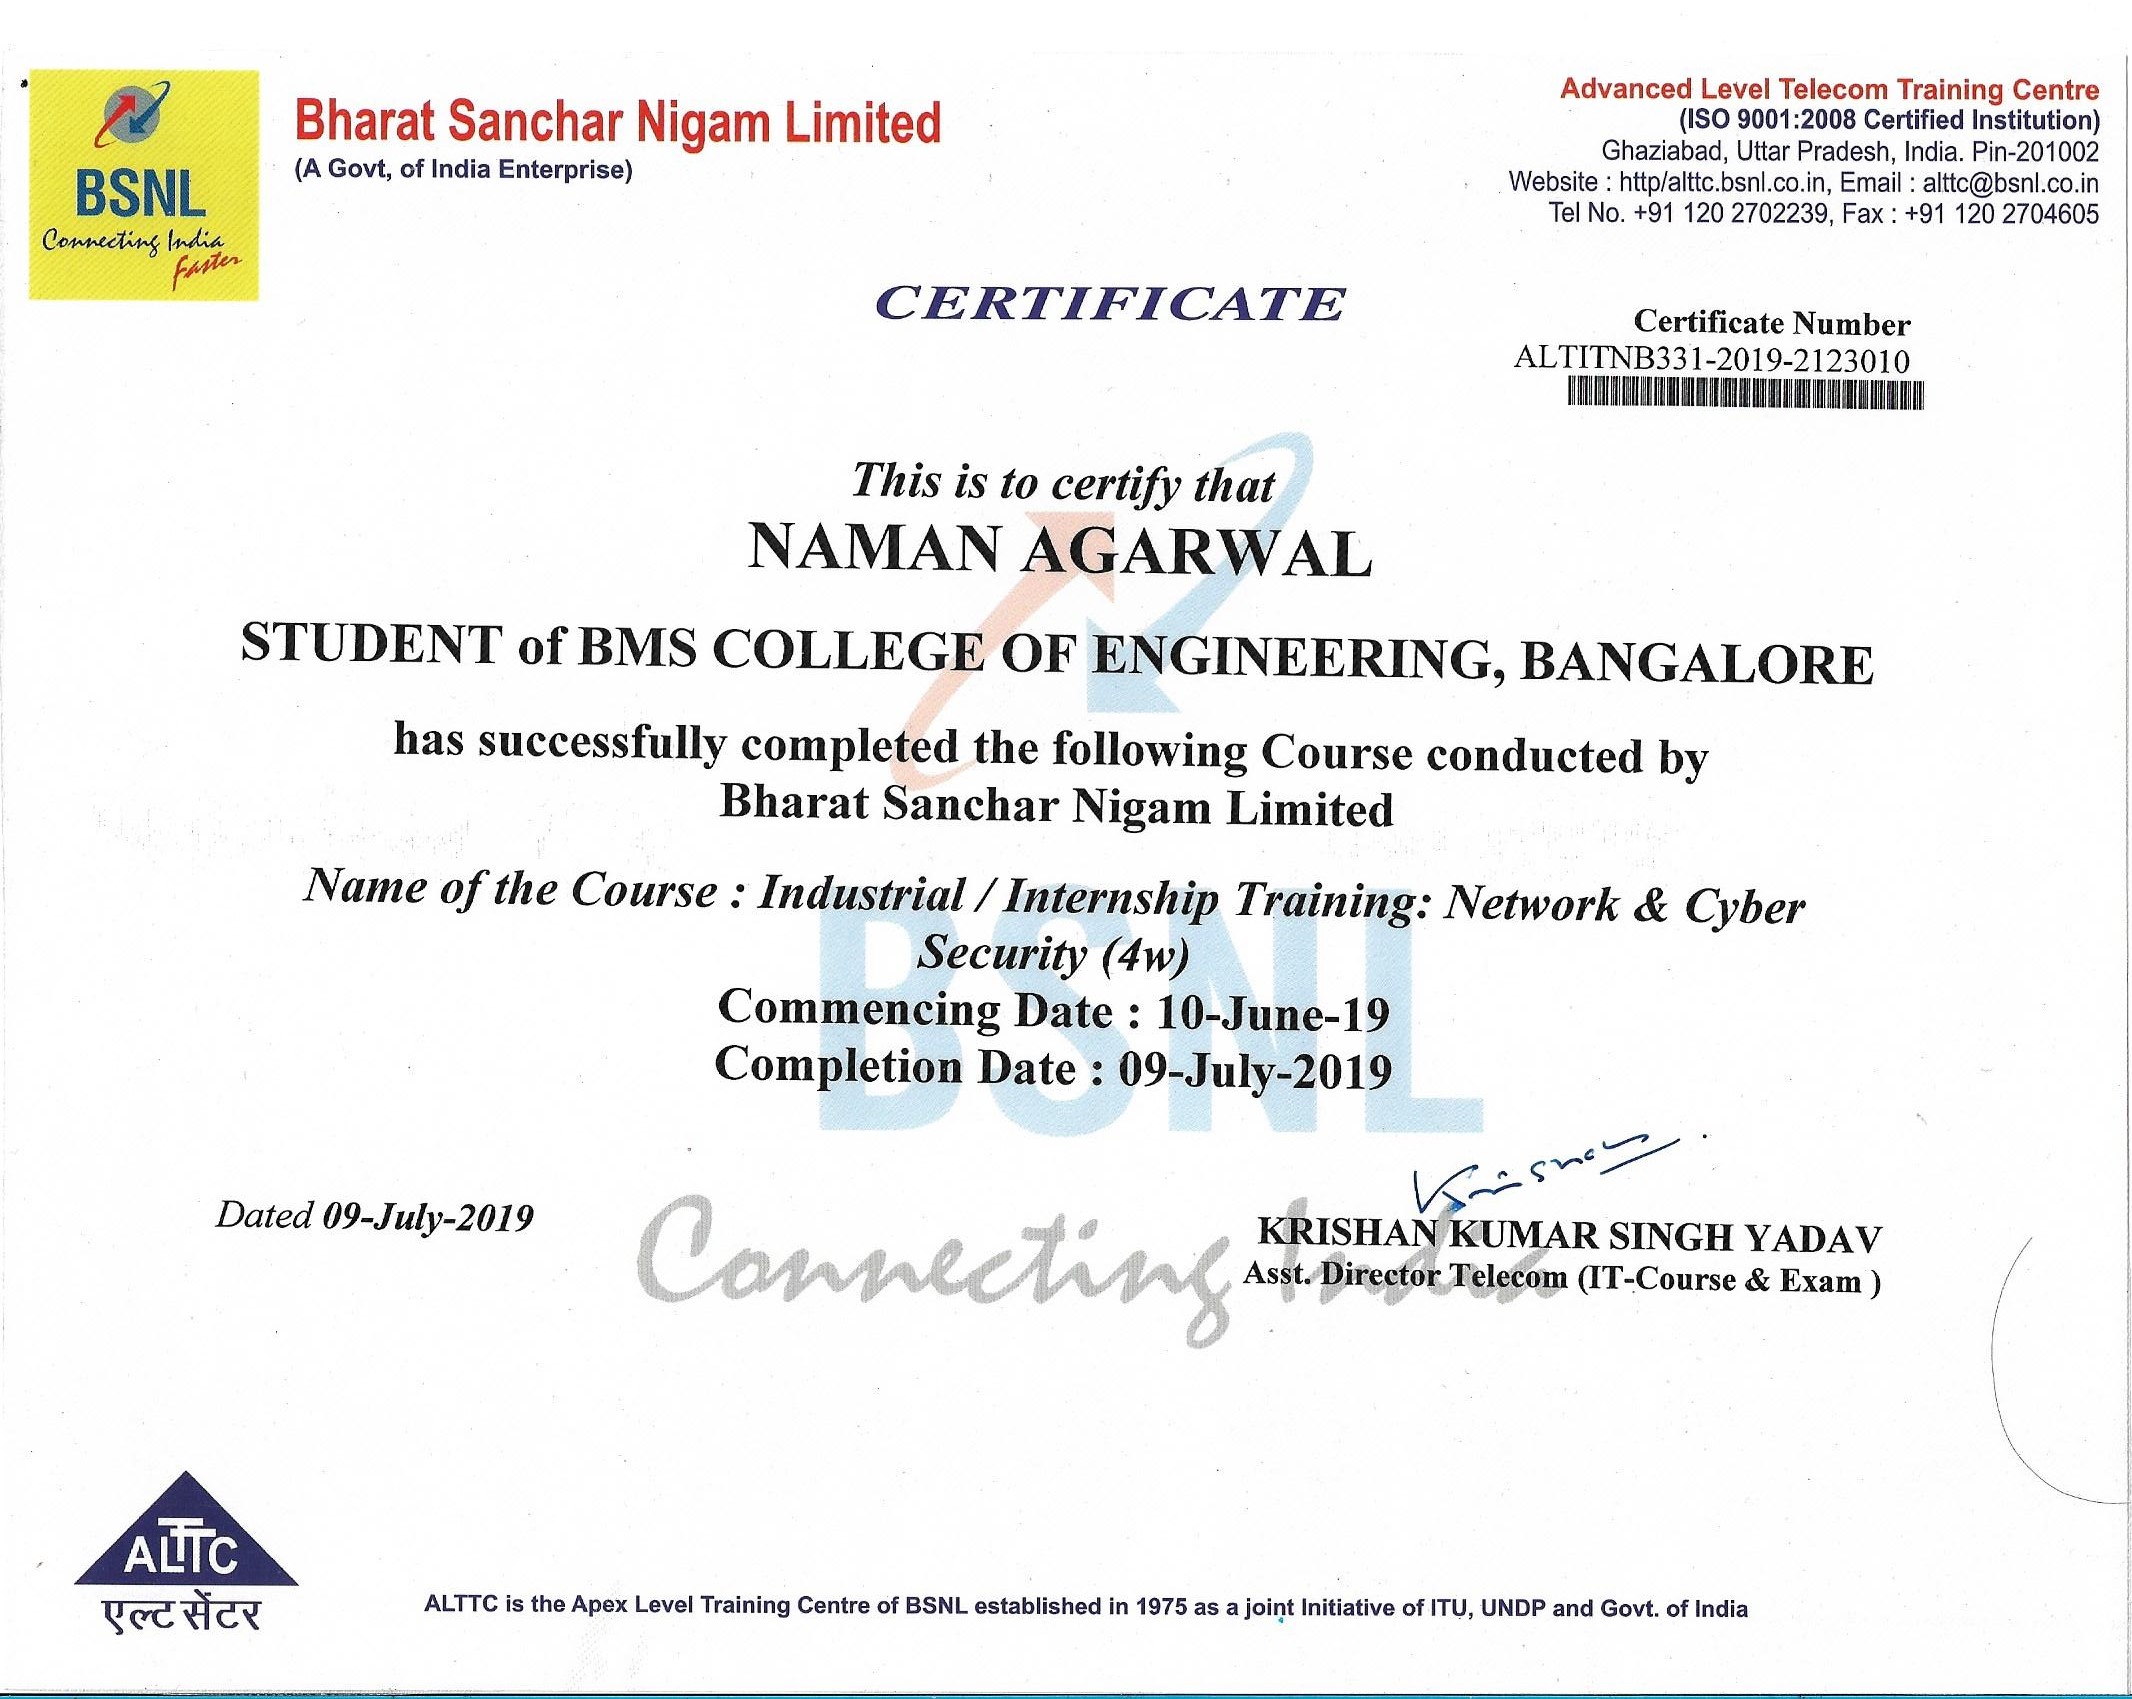 BSNL
Connecting India
Faster
Bharat Sanchar Nigam Limited
(A Govt, of India Enterprise)
Advanced Level Telecom Training Centre
(ISO 9001:2008 Certified Institution)
Ghaziabad, Uttar Pradesh, India. Pin-201002
Website : http/alttc.bsnl.co.in, Email : alttc@bsnl.co.in
Tel No. +91 120 2702239, Fax : +91 120 2704605
CERTIFICATE
Certificate Number
ALTITNB331-2019-2123010
This is to certify that
NAMAN AGARWAL
STUDENT of BMS COLLEGE OF ENGINEERING, BANGALORE
has successfully completed the following Course conducted by
Bharat Sanchar Nigam Limited
Name of the Course : Industrial / Internship Training: Network & Cyber
Security (4w)
Commencing Date : 10-June-19
Completion Date : 09-July-2019
BSNL
Connecting India
Dated 09-July-2019
KRISHAN KUMAR SINGH YADAV
Asst. Director Telecom (IT-Course & Exam )
ALTTC
एल्ट सेंटर
ALTTC is the Apex Level Training Centre of BSNL established in 1975 as a joint Initiative of ITU, UNDP and Govt. of India